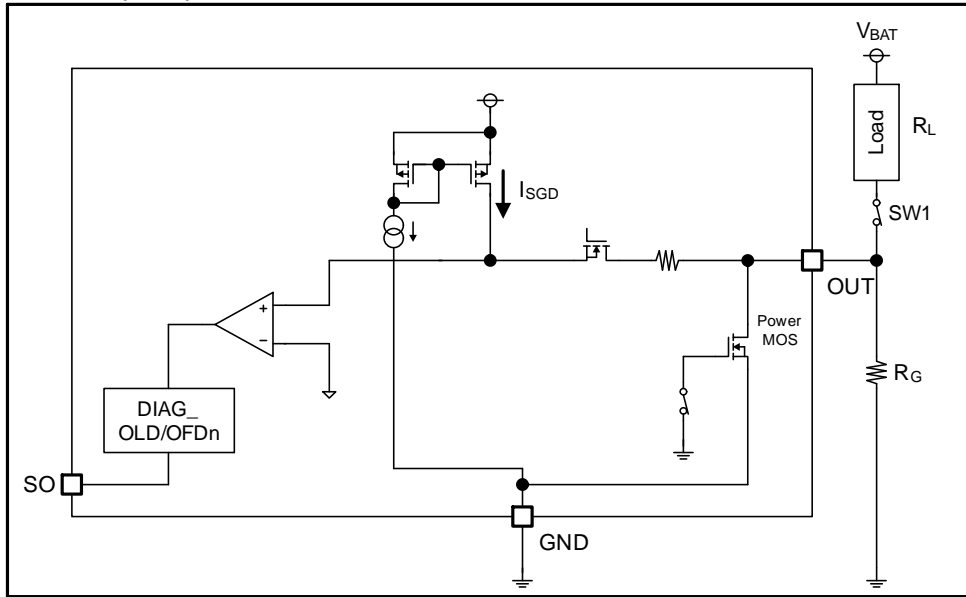 VBAT
Load
RL
ISGD
SW1
OUT
+
−
Power
MOS
RG
DIAG_
OLD/OFDn
SO
GND